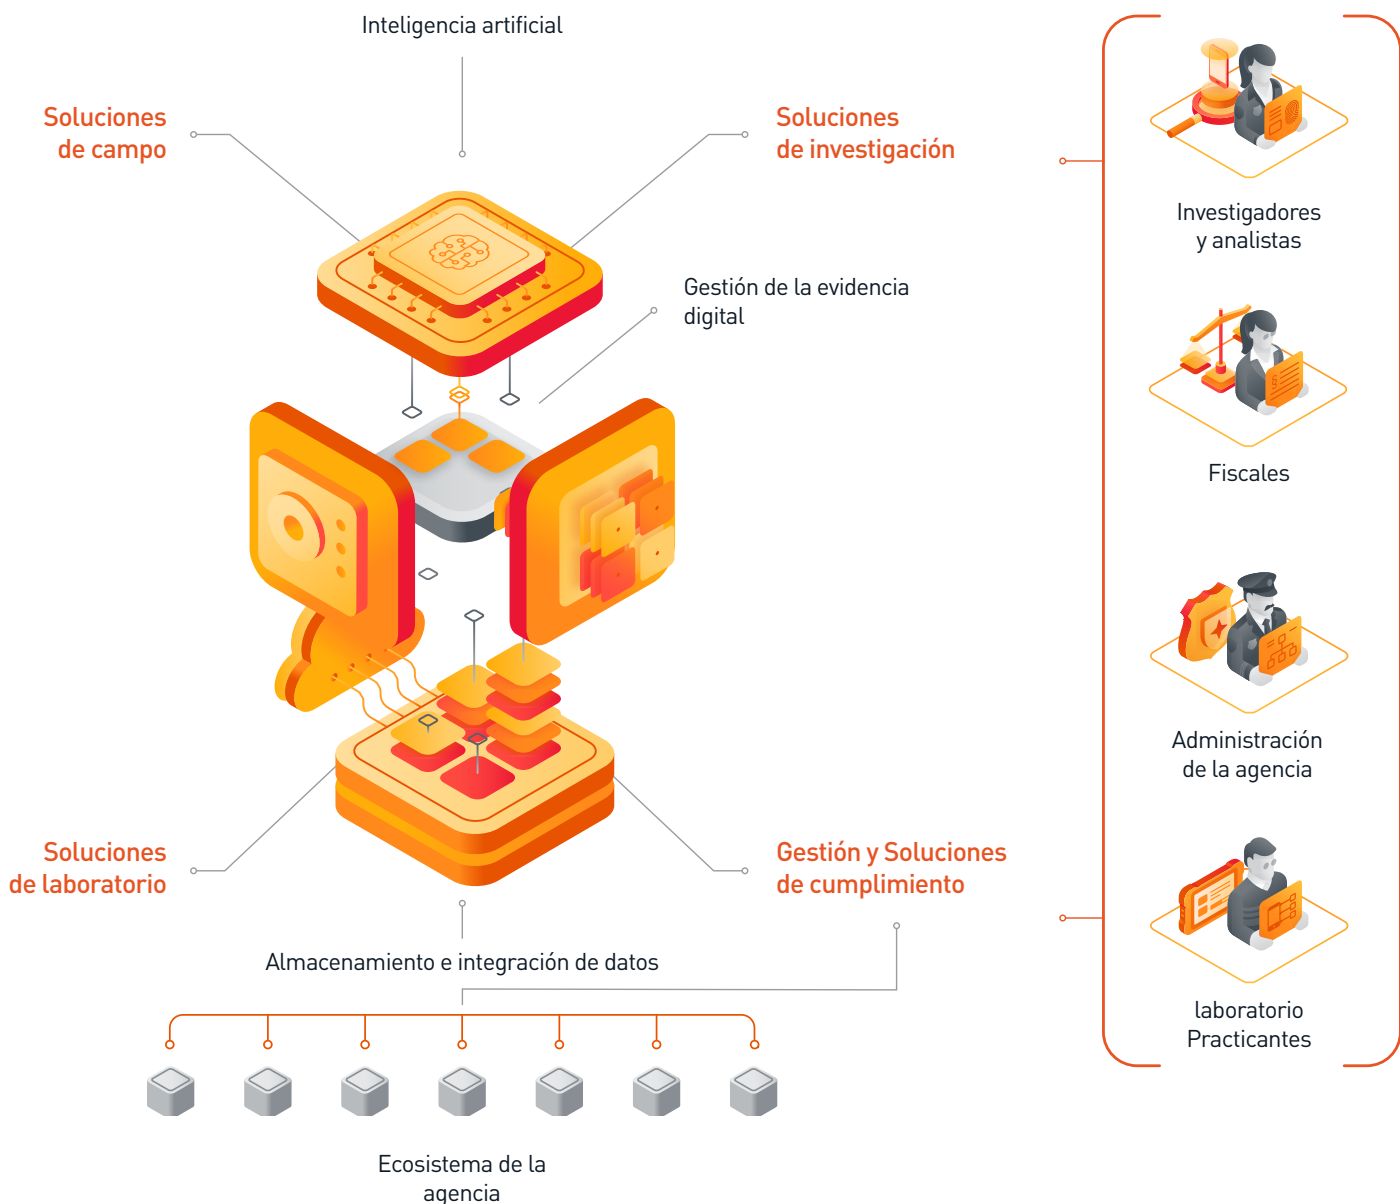 Inteligencia artificial
Soluciones
de campo
Soluciones
de investigación
Gestión de la evidencia
digital
Soluciones
de laboratorio
Gestión y Soluciones
de cumplimiento
Almacenamiento e integración de datos
Ecosistema de la
agencia
Investigadores
y analistas
Fiscales
Administración
de la agencia
laboratorio
Practicantes